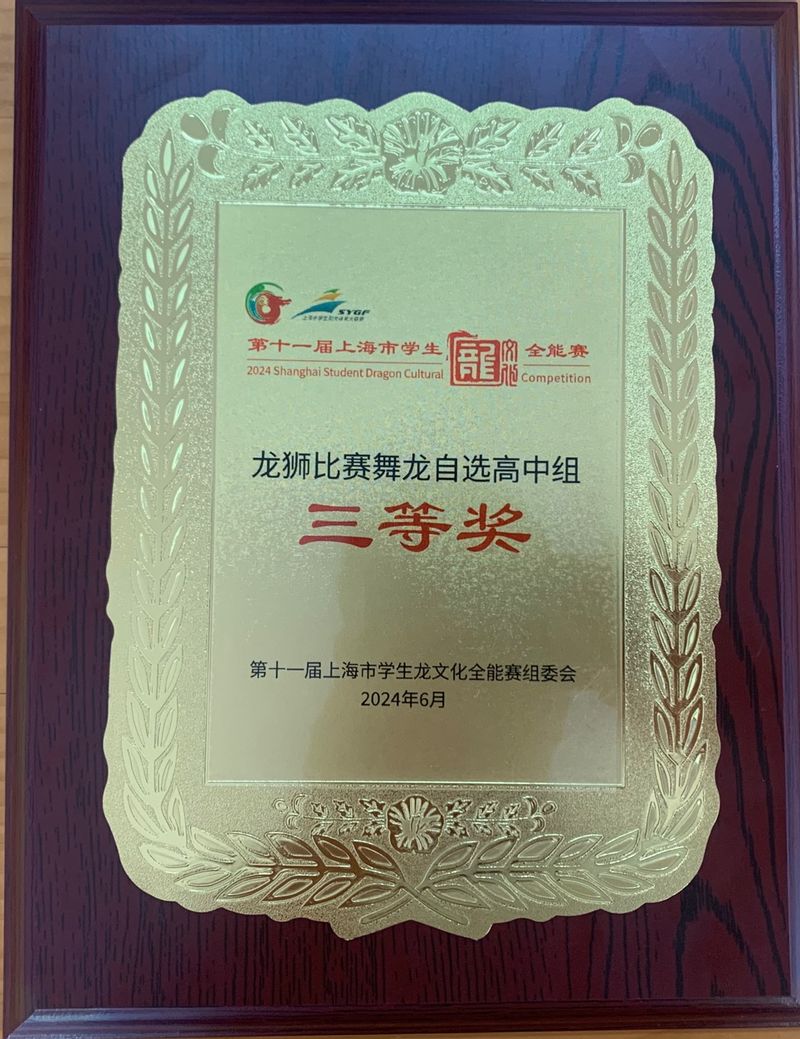 SYGF
第十一届上海市学生 龍 文化 全能赛
2024 Shanghai Student Dragon Cultural Competition
龙狮比赛舞龙自选高中组
三等奖
第十一届上海市学生龙文化全能赛组委会
2024年6月